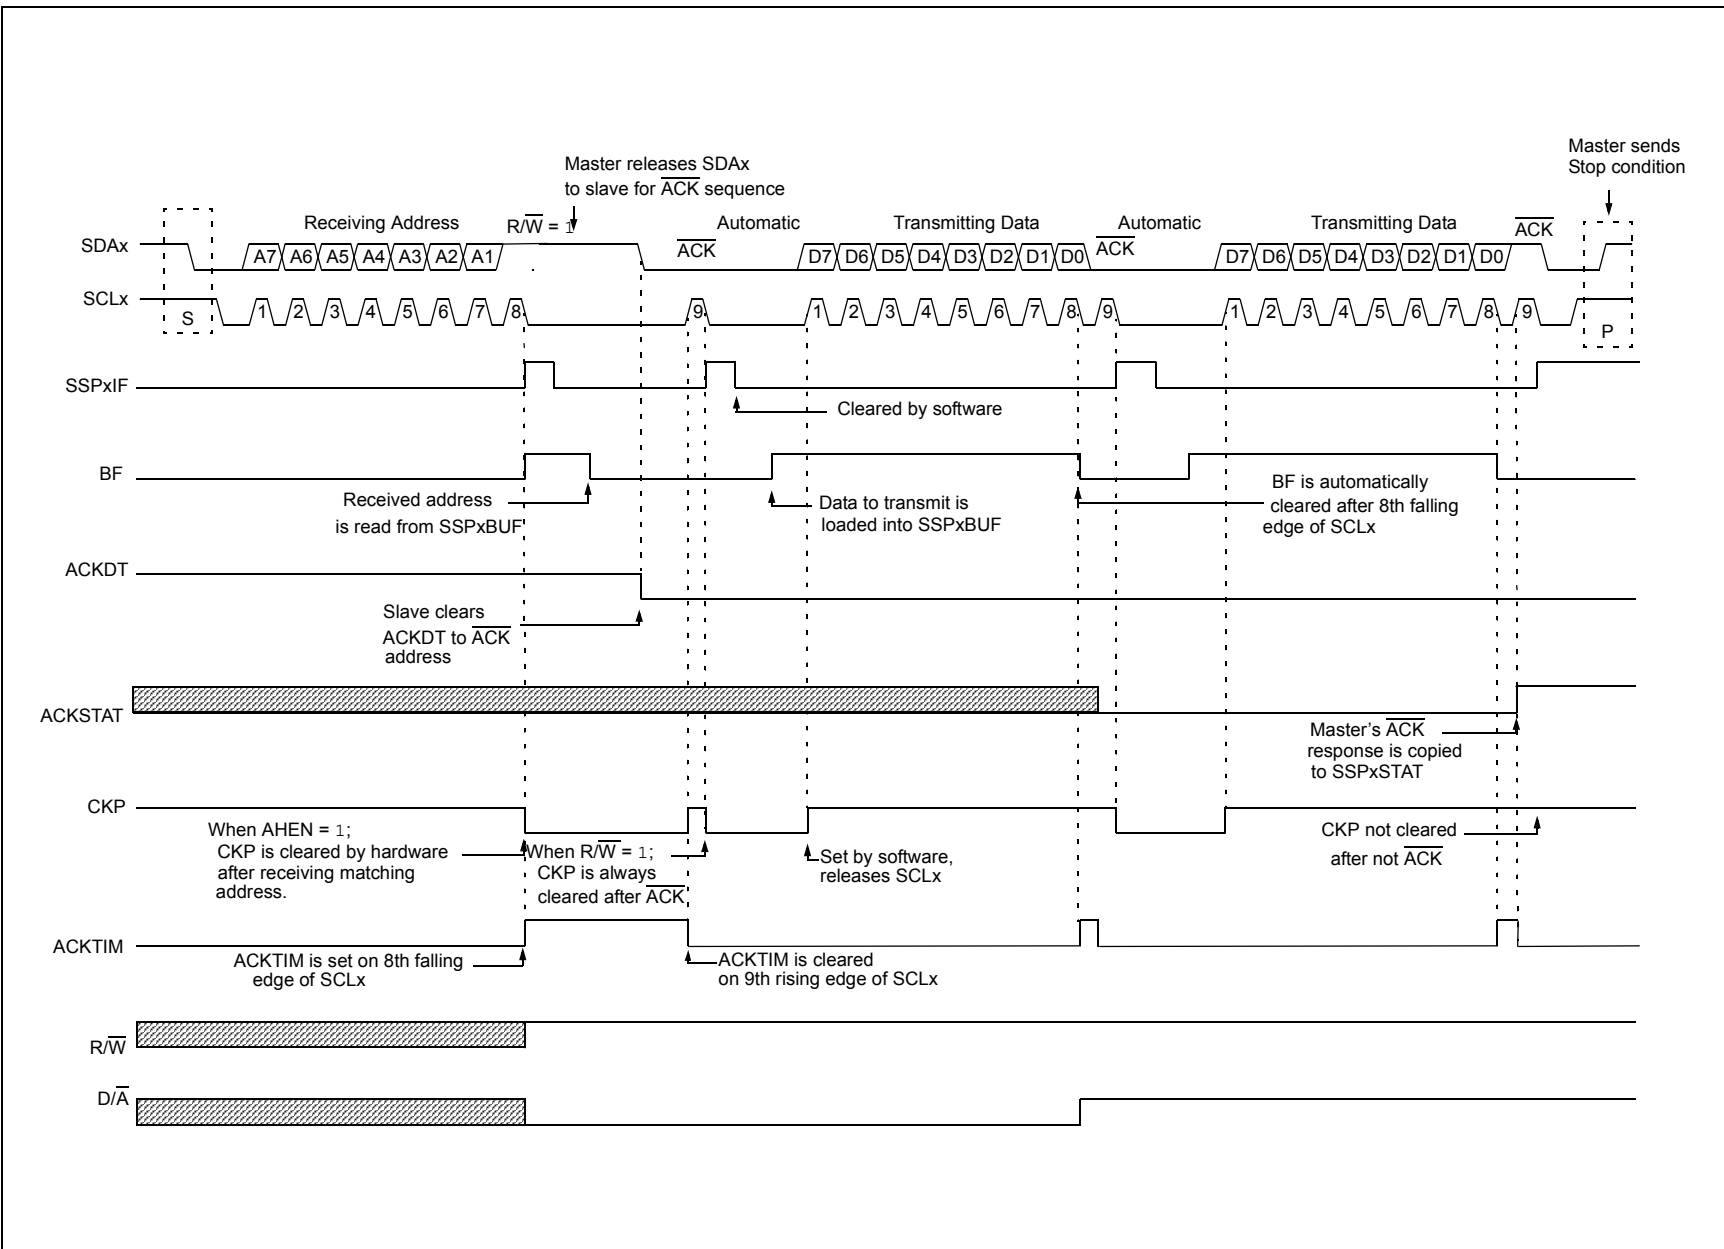 Master sends
Stop condition
Master releases SDAx
to slave for A̅C̅K̅ sequence
Receiving Address
R/W̅ = 1
Automatic
Transmitting Data
Automatic
Transmitting Data
A̅C̅K̅
SDAx
A7 A6 A5 A4 A3 A2 A1
A̅C̅K̅
D7 D6 D5 D4 D3 D2 D1 D0
A̅C̅K̅
D7 D6 D5 D4 D3 D2 D1 D0
SCLx
S
1 2 3 4 5 6 7 8 9 1 2 3 4 5 6 7 8 9 1 2 3 4 5 6 7 8 9
P
SSPxIF
Cleared by software
BF
Received address
is read from SSPxBUF
Data to transmit is
loaded into SSPxBUF
BF is automatically
cleared after 8th falling
edge of SCLx
ACKDT
Slave clears
ACKDT to A̅C̅K̅
address
ACKSTAT
Master's A̅C̅K̅
response is copied
to SSPxSTAT
CKP
When AHEN = 1;
CKP is cleared by hardware
after receiving matching
address.
When R/W̅ = 1;
CKP is always
cleared after A̅C̅K̅
Set by software,
releases SCLx
CKP not cleared
after not A̅C̅K̅
ACKTIM
ACKTIM is set on 8th falling
edge of SCLx
ACKTIM is cleared
on 9th rising edge of SCLx
R/W̅
D/A̅